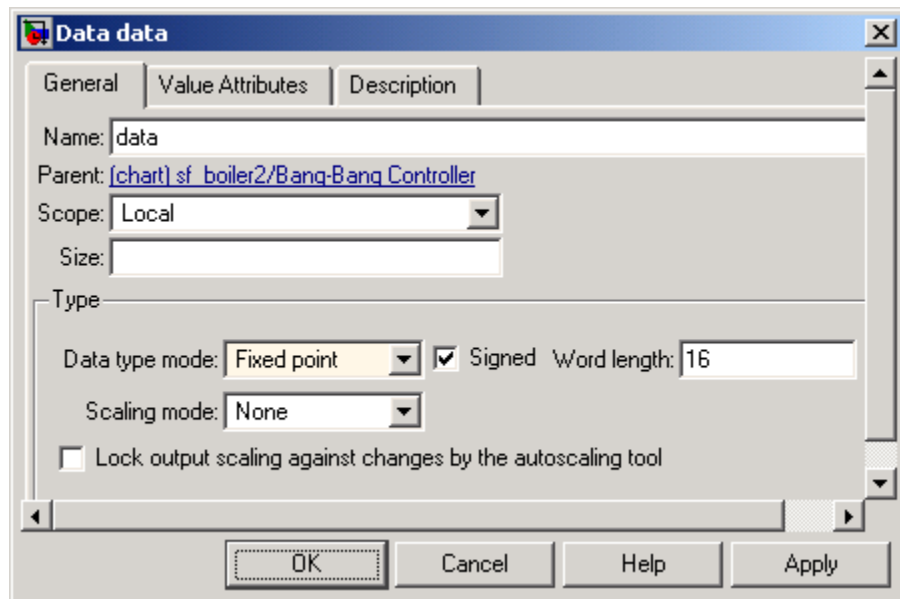 Data data
General Value Attributes Description
Name: data
Parent: (chart) sf_boiler2/Bang-Bang Controller
Scope: Local
Size:
Type
Data type mode: Fixed point Signed Word length: 16
Scaling mode: None
Lock output scaling against changes by the autoscaling tool
OK Cancel Help Apply